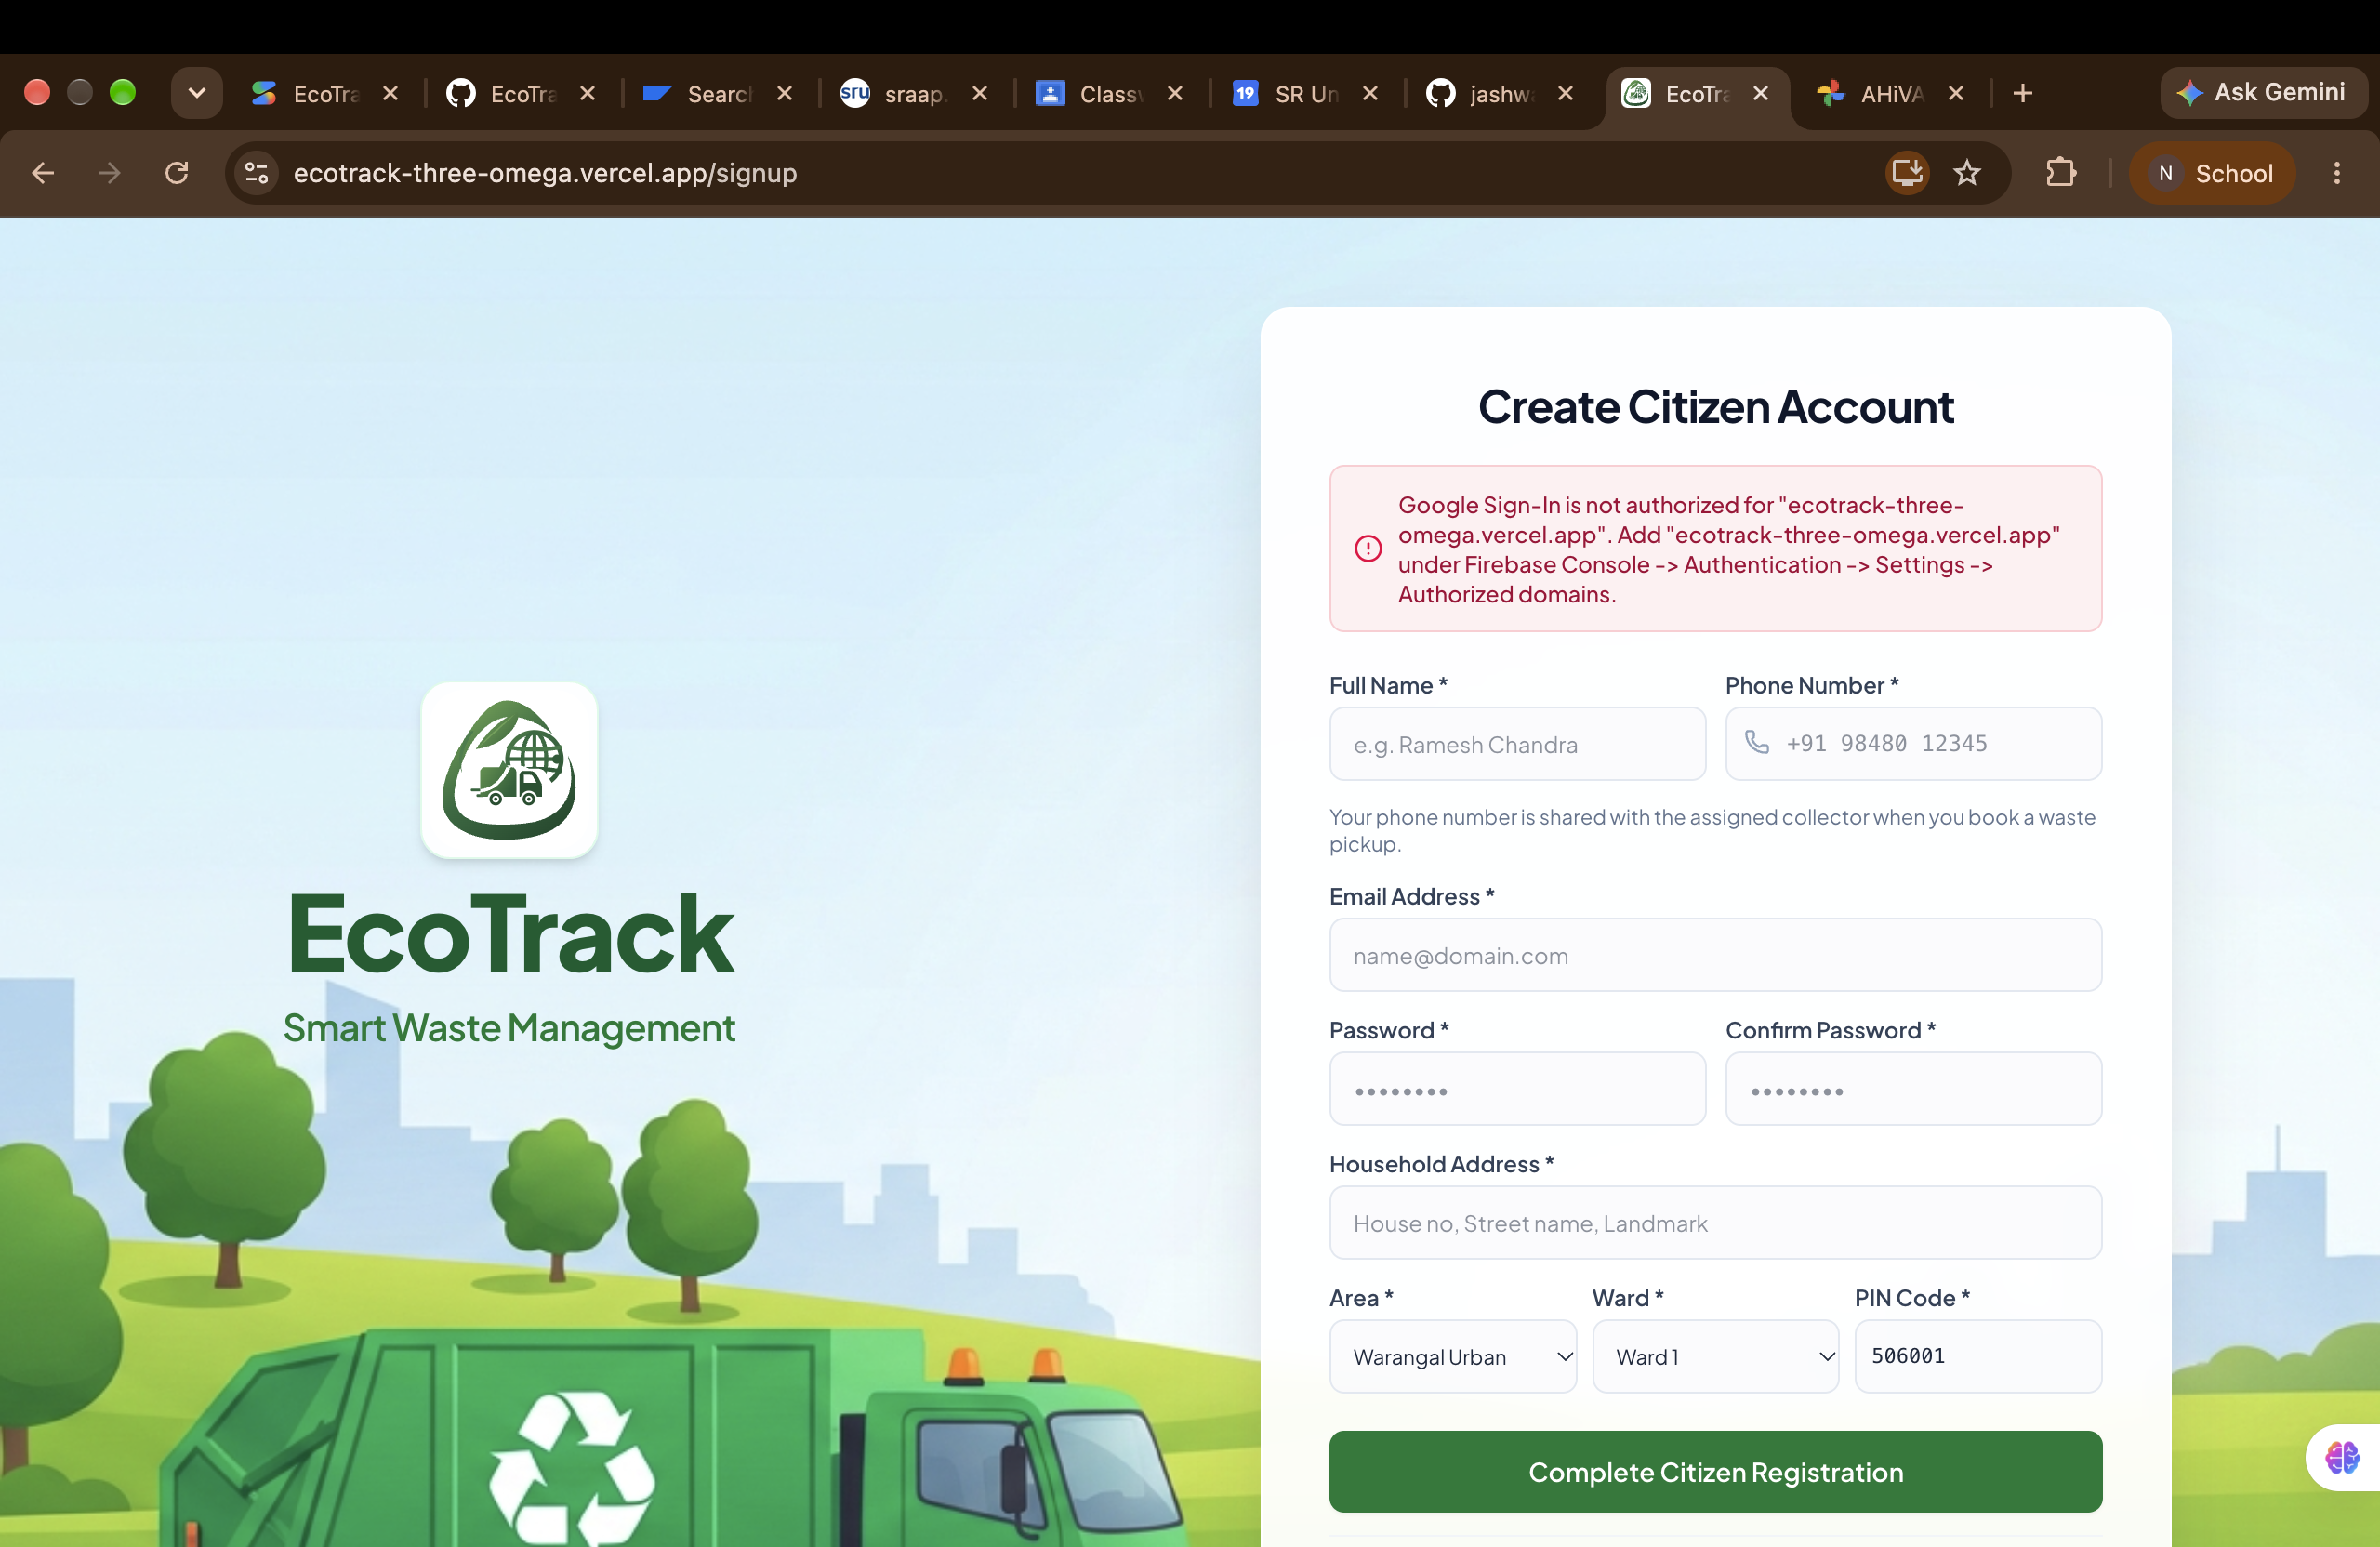 EcoTra
EcoTra
Search
sru
sraap.
Classw
19
SR Un
jashwa
EcoTra
AHiVA
Ask Gemini
ecotrack-three-omega.vercel.app/signup
N
School
Create Citizen Account
Google Sign-In is not authorized for "ecotrack-three-
omega.vercel.app". Add "ecotrack-three-omega.vercel.app"
under Firebase Console -> Authentication -> Settings ->
Authorized domains.
Full Name *
Phone Number *
e.g. Ramesh Chandra
+91 98480 12345
Your phone number is shared with the assigned collector when you book a waste
pickup.
Email Address *
name@domain.com
Password *
Confirm Password *
••••••••
••••••••
Household Address *
House no, Street name, Landmark
Area *
Ward *
PIN Code *
Warangal Urban
Ward 1
506001
Complete Citizen Registration
EcoTrack
Smart Waste Management